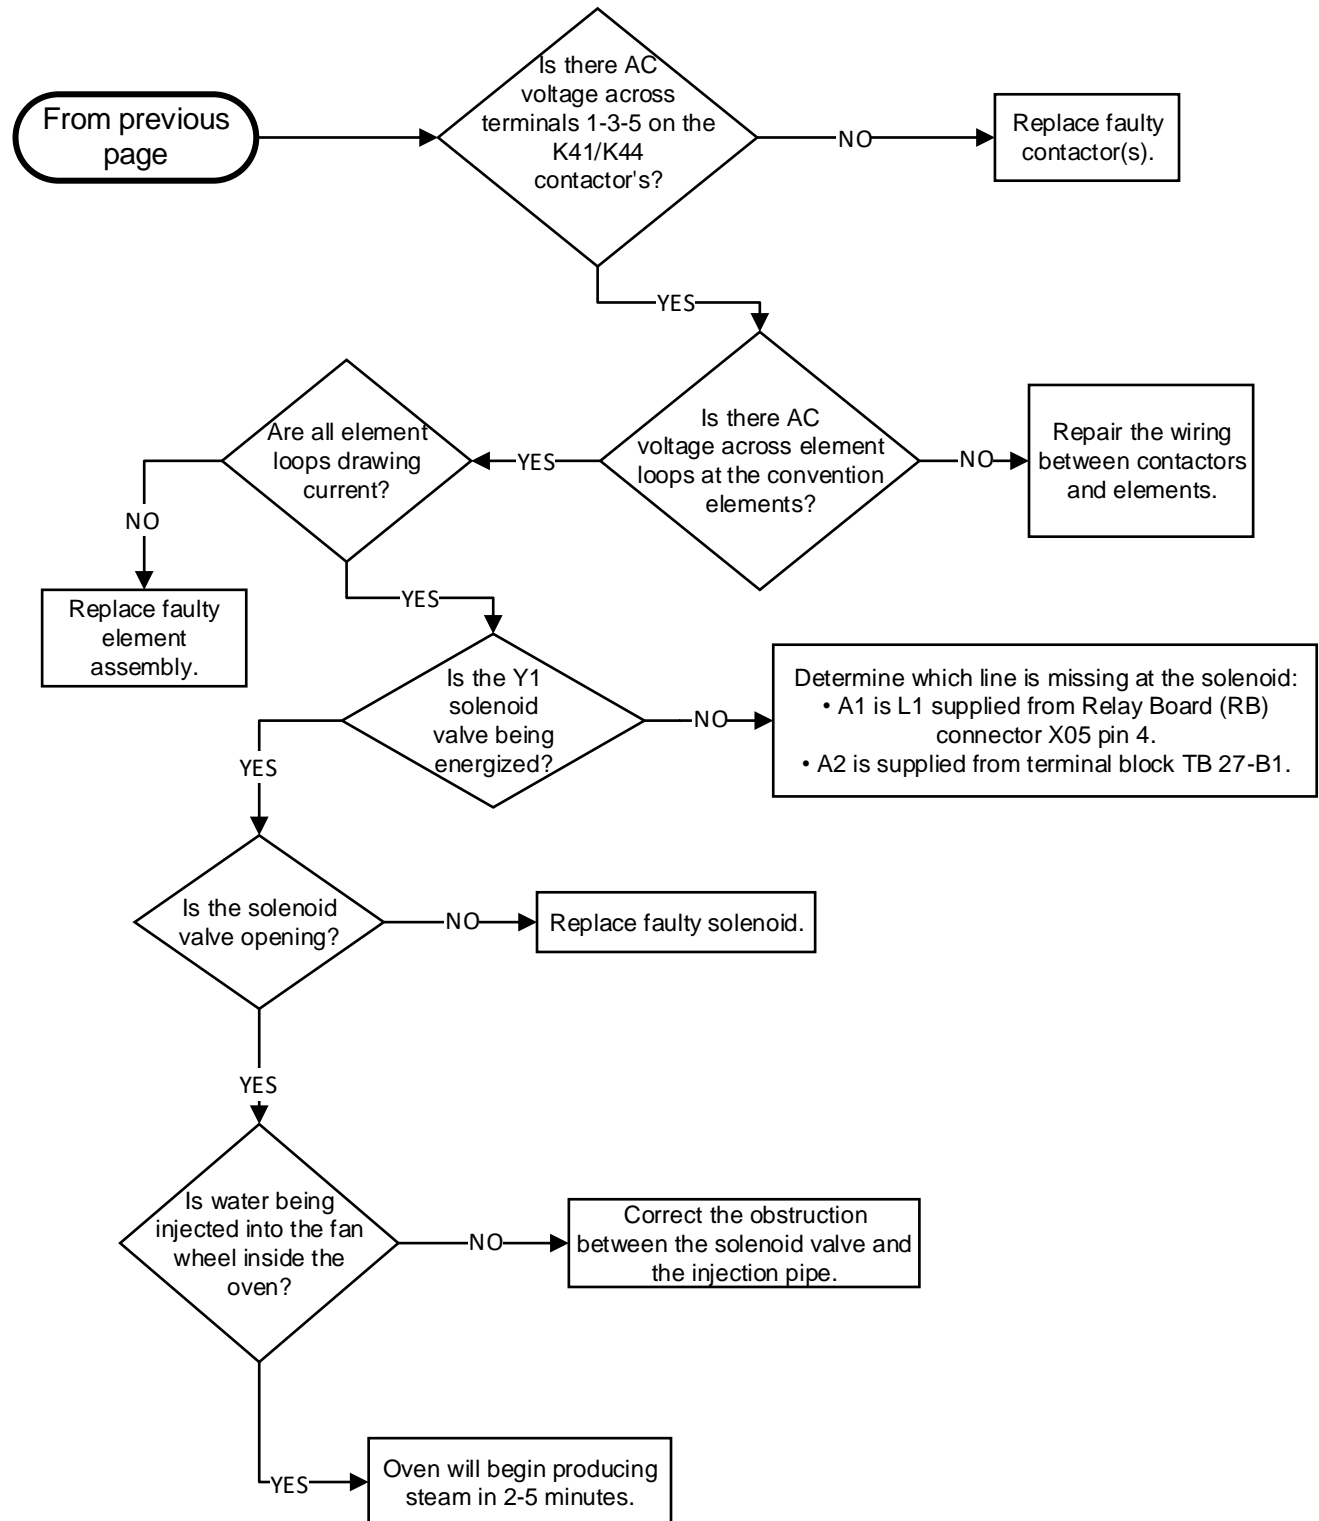 From previous
page
Is there AC
voltage across
terminals 1-3-5 on the
K41/K44
contactor's?
NO
Replace faulty
contactor(s).
YES
Is there AC
voltage across element
loops at the convention
elements?
NO
Repair the wiring
between contactors
and elements.
YES
Are all element
loops drawing
current?
NO
Replace faulty
element
assembly.
YES
Is the Y1
solenoid
valve being
energized?
NO
Determine which line is missing at the solenoid:
• A1 is L1 supplied from Relay Board (RB)
connector X05 pin 4.
• A2 is supplied from terminal block TB 27-B1.
YES
Is the solenoid
valve opening?
NO
Replace faulty solenoid.
YES
Is water being
injected into the fan
wheel inside the
oven?
NO
Correct the obstruction
between the solenoid valve and
the injection pipe.
YES
Oven will begin producing
steam in 2-5 minutes.